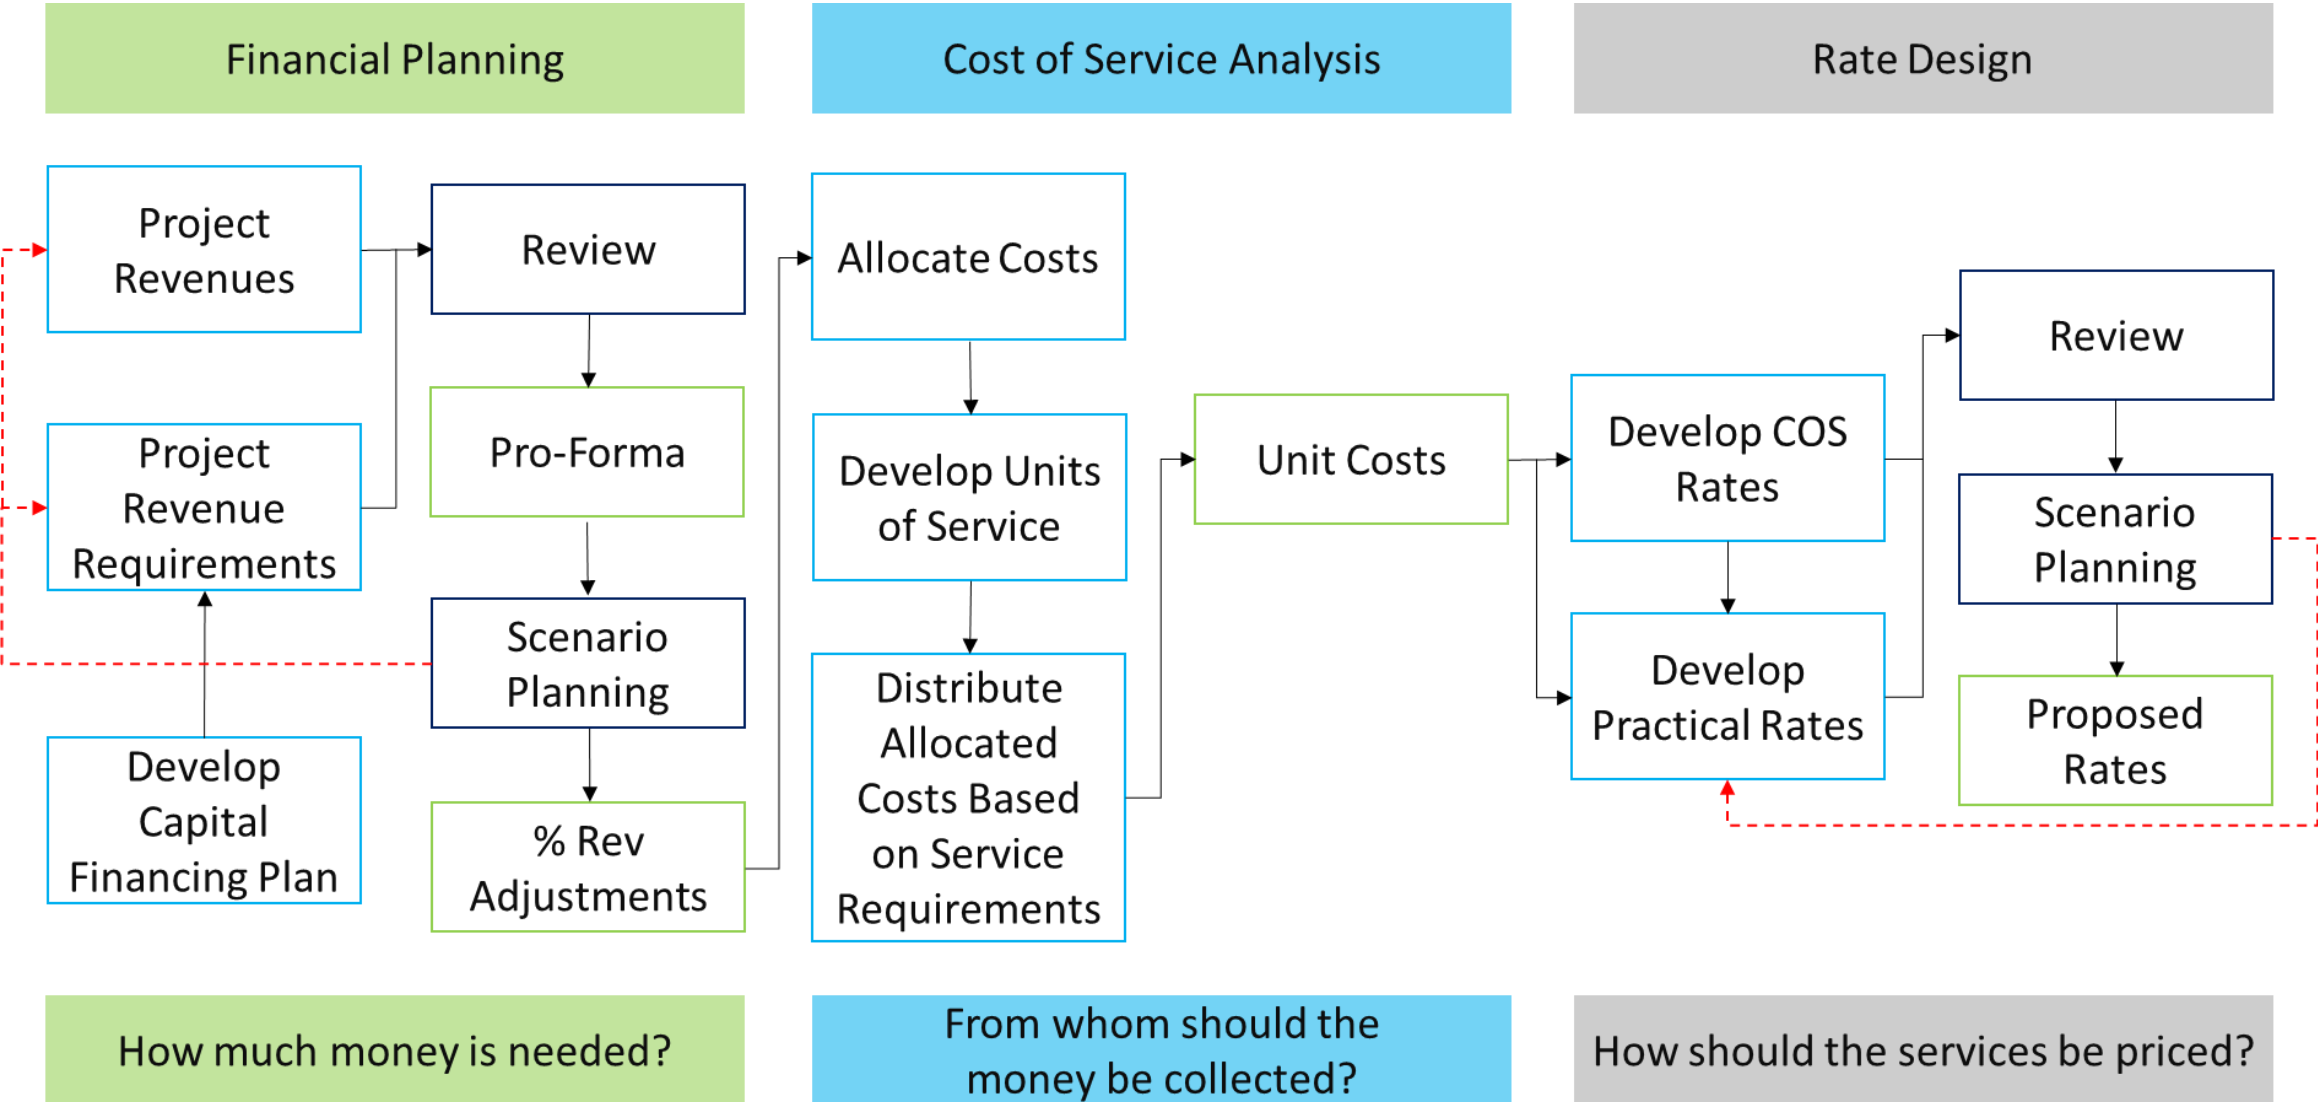 Financial Planning
Cost of Service Analysis
Rate Design
Project
Revenues
Review
Project
Revenue
Requirements
Pro-Forma
Develop
Capital
Financing Plan
Scenario
Planning
% Rev
Adjustments
Allocate Costs
Develop Units
of Service
Distribute
Allocated
Costs Based
on Service
Requirements
Unit Costs
Develop COS
Rates
Develop
Practical Rates
Review
Scenario
Planning
Proposed
Rates
How much money is needed?
From whom should the
money be collected?
How should the services be priced?